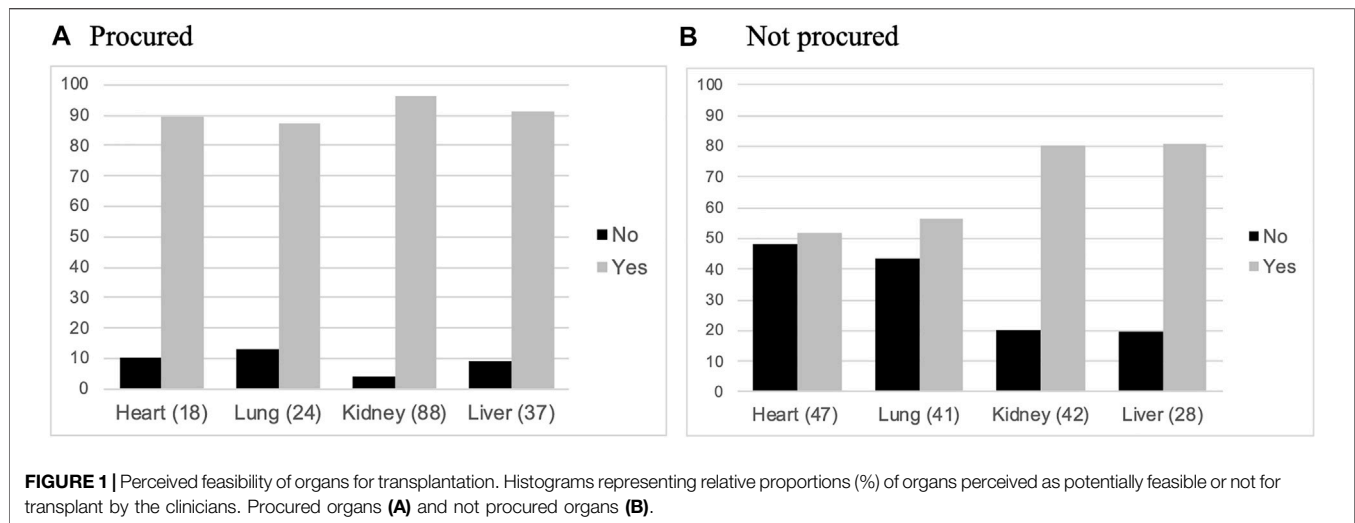 A Procured
B Not procured
100
90
80
70
60
50
40
30
20
10
0
Heart (18) Lung (24) Kidney (88) Liver (37)
No
Yes
100
90
80
70
60
50
40
30
20
10
0
Heart (47) Lung (41) Kidney (42) Liver (28)
No
Yes
FIGURE 1 | Perceived feasibility of organs for transplantation. Histograms representing relative proportions (%) of organs perceived as potentially feasible or not for
transplant by the clinicians. Procured organs (A) and not procured organs (B).